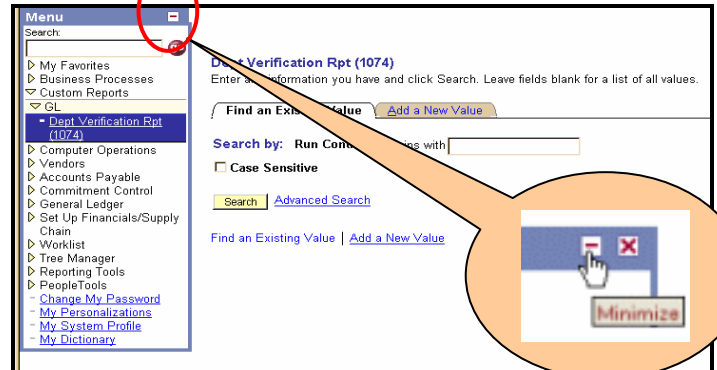 Menu
Search:
My Favorites
Business Processes
Custom Reports
GL
Dept Verification Rpt
(1074)
Computer Operations
Vendors
Accounts Payable
Commitment Control
General Ledger
Set Up Financials/Supply
Chain
Worklist
Tree Manager
Reporting Tools
PeopleTools
Change My Password
My Personalizations
My System Profile
My Dictionary
Dept Verification Rpt (1074)
Enter any information you have and click Search. Leave fields blank for a list of all values.
Find an Existing Value Add a New Value
Search by: Run with
Case Sensitive
Search Advanced Search
Find an Existing Value | Add a New Value
Minimize